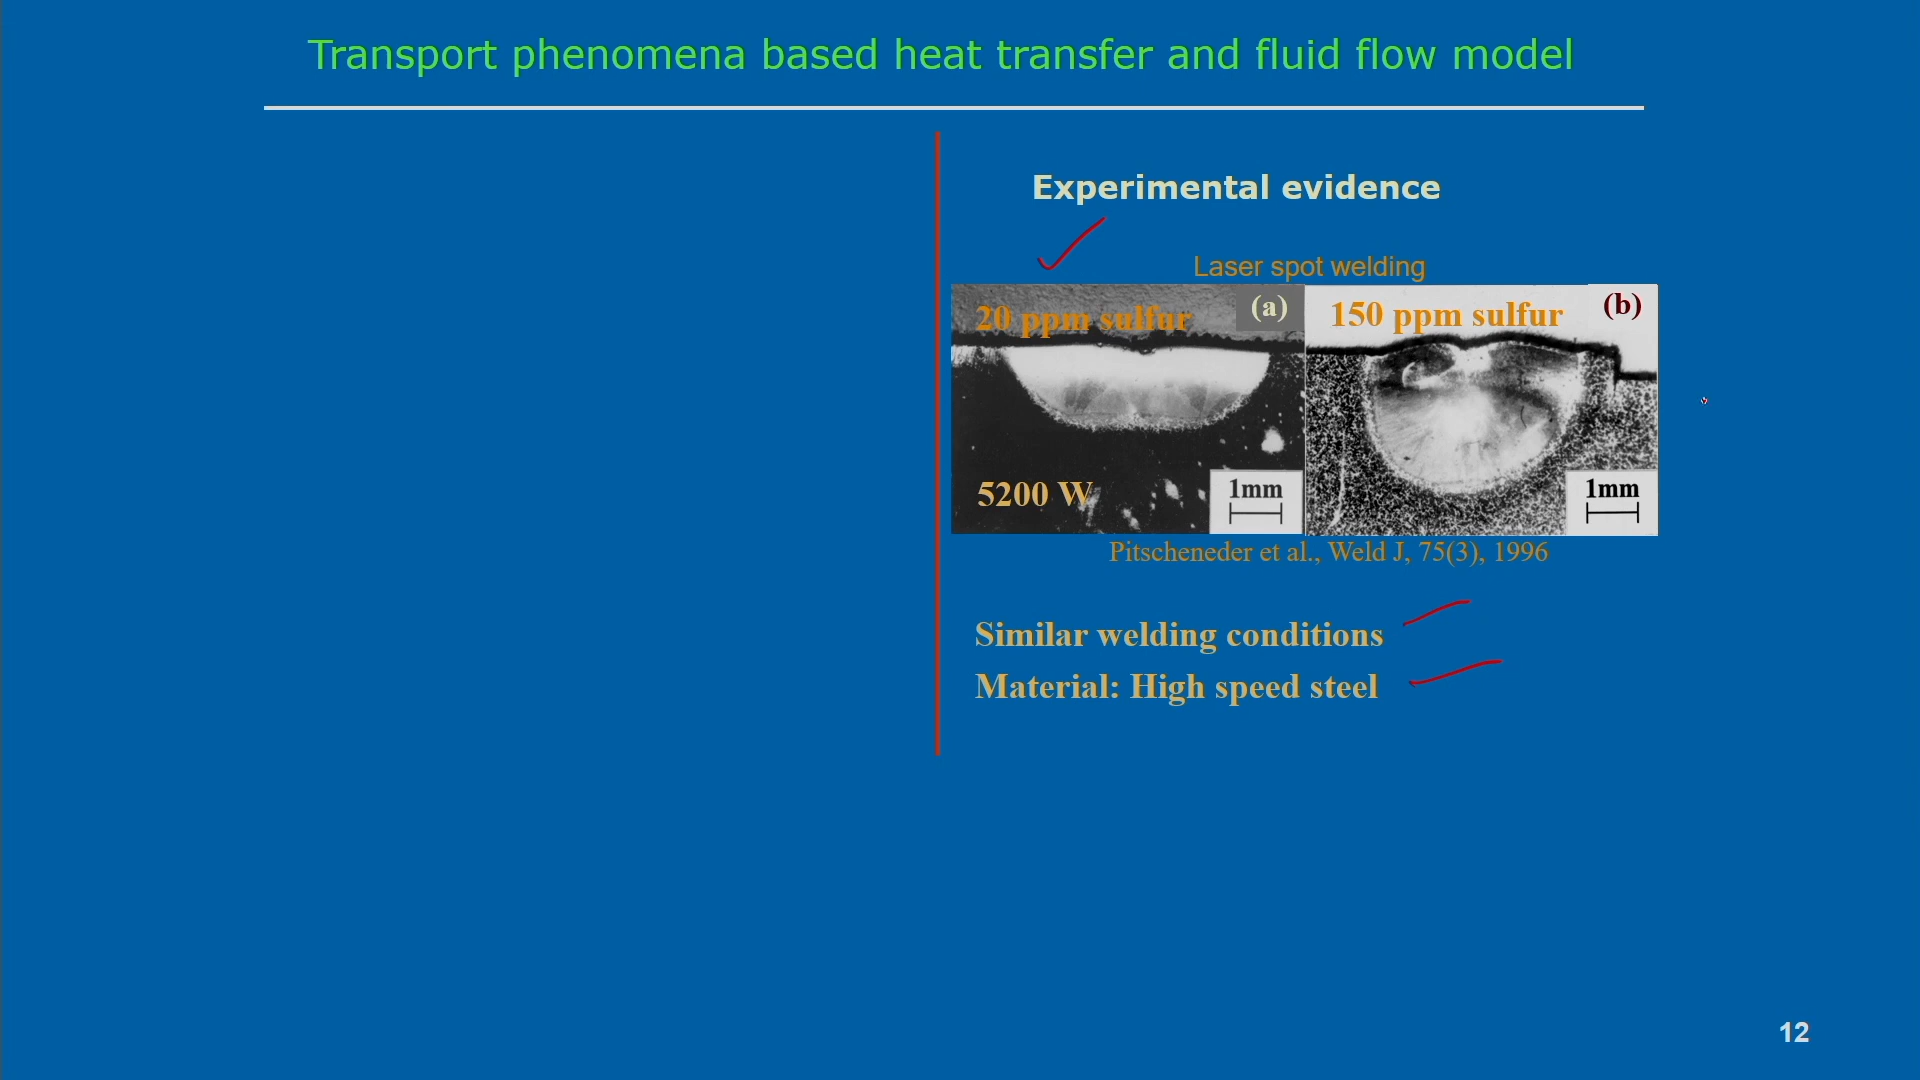 Transport phenomena based heat transfer and fluid flow model
Experimental evidence
Laser spot welding
20 ppm sulfur
(a)
150 ppm sulfur
(b)
5200 W
1mm
1mm
Pitscheneder et al., Weld J, 75(3), 1996
Similar welding conditions
Material: High speed steel
12